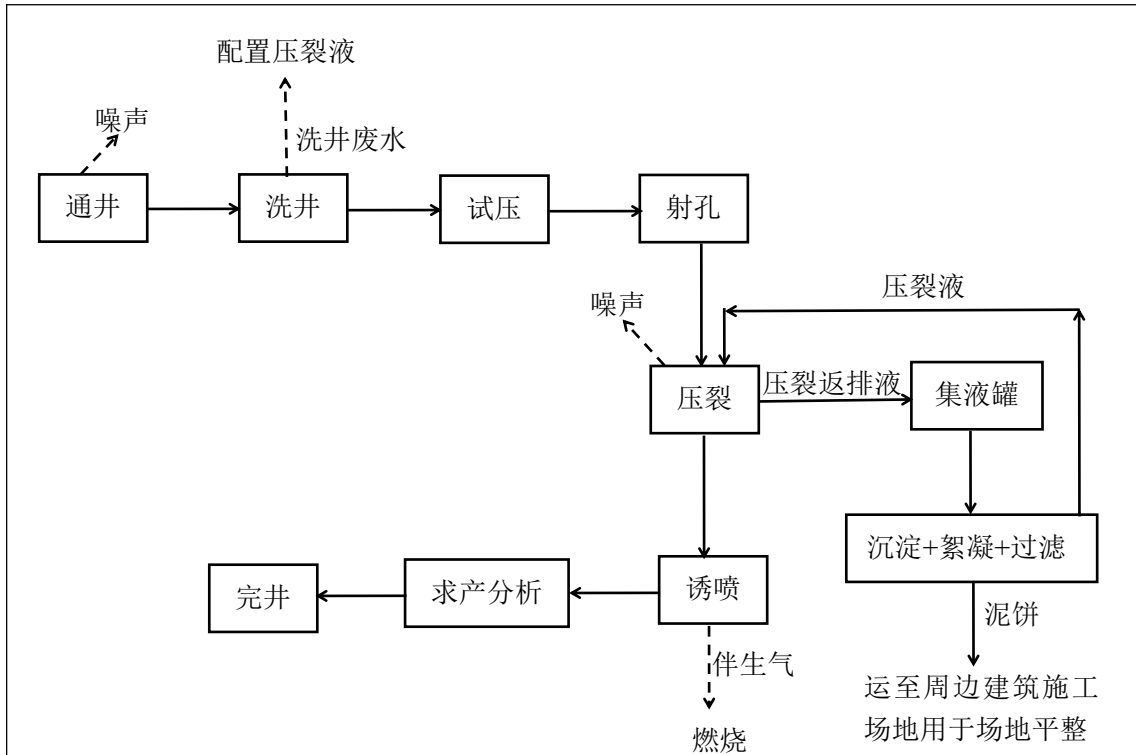 配置压裂液
噪声
洗井废水
通井
洗井
试压
射孔
压裂液
噪声
压裂
压裂返排液
集液罐
沉淀+絮凝+过滤
诱喷
求产分析
完井
泥饼
伴生气
运至周边建筑施工
场地用于场地平整
燃烧